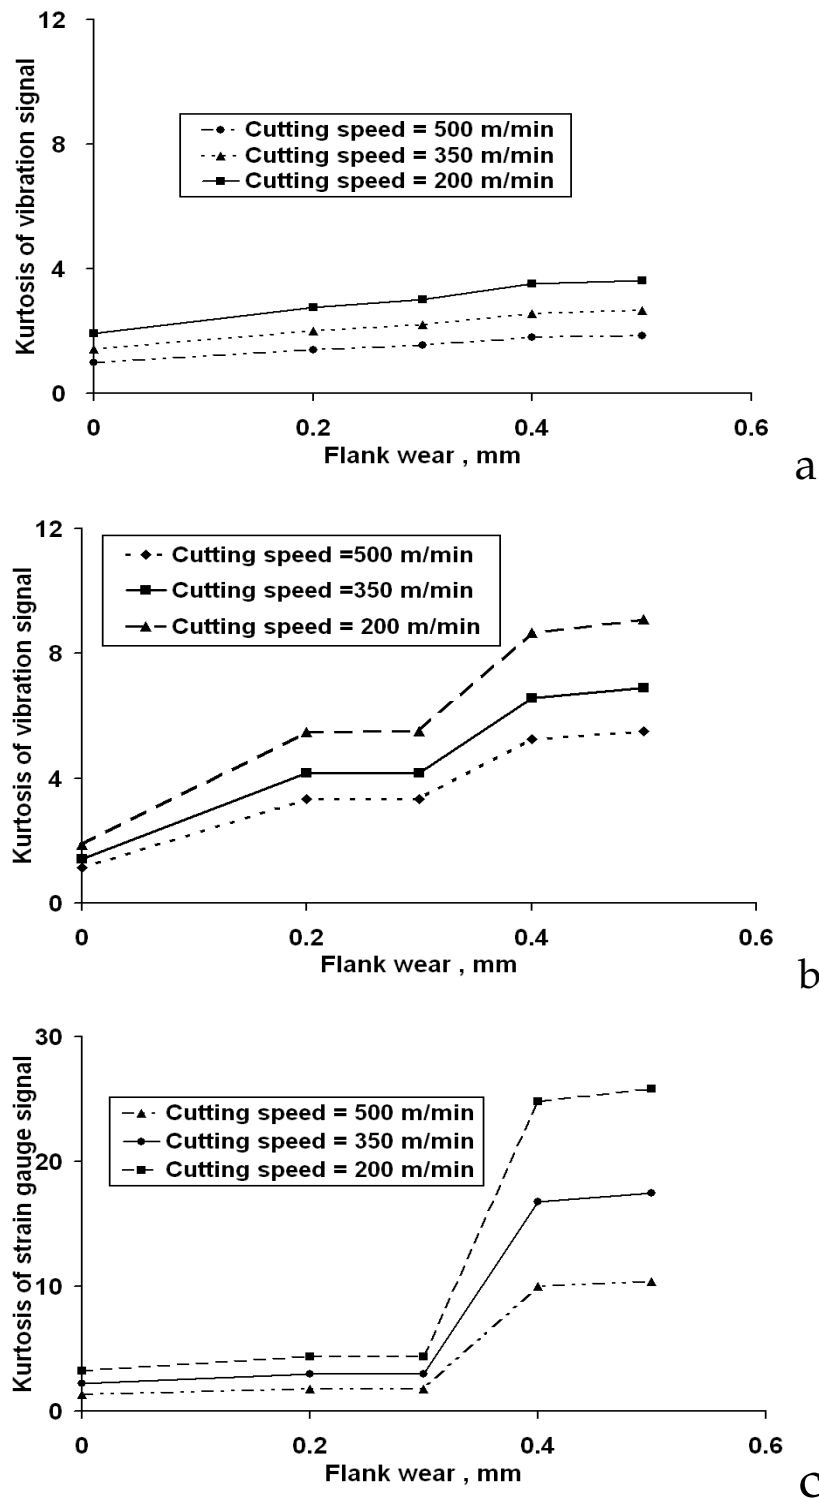 12
8
4
0
Kurtosis of vibration signal
Cutting speed = 500 m/min
Cutting speed = 350 m/min
Cutting speed = 200 m/min
0 0.2 0.4 0.6
Flank wear , mm
a
12
8
4
0
Kurtosis of vibration signal
Cutting speed =500 m/min
Cutting speed =350 m/min
Cutting speed = 200 m/min
0 0.2 0.4 0.6
Flank wear , mm
b
30
20
10
0
Kurtosis of strain gauge signal
Cutting speed = 500 m/min
Cutting speed = 350 m/min
Cutting speed = 200 m/min
0 0.2 0.4 0.6
Flank wear , mm
c